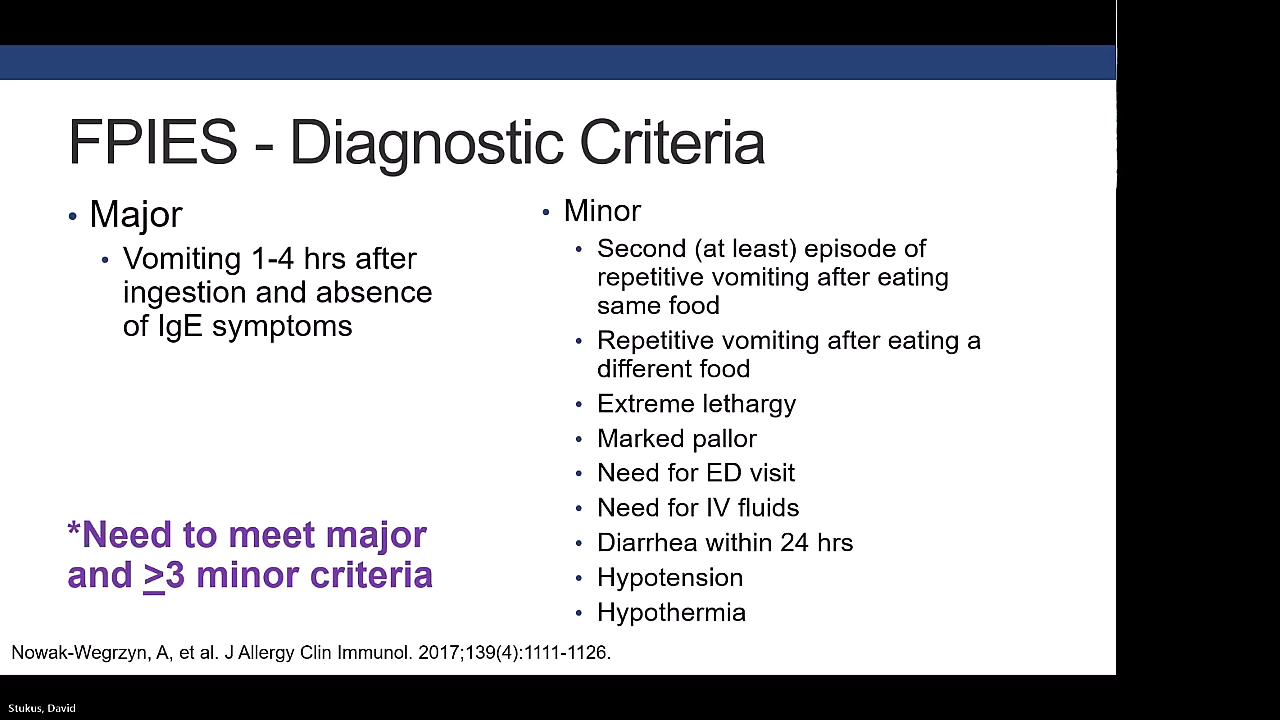 FPIES - Diagnostic Criteria
• Major
• Vomiting 1-4 hrs after
ingestion and absence
of IgE symptoms
*Need to meet major
and >3 minor criteria
• Minor
• Second (at least) episode of
repetitive vomiting after eating
same food
• Repetitive vomiting after eating a
different food
• Extreme lethargy
• Marked pallor
• Need for ED visit
• Need for IV fluids
• Diarrhea within 24 hrs
• Hypotension
• Hypothermia
Nowak-Wegrzyn, A, et al. J Allergy Clin Immunol. 2017;139(4):1111-1126.
Stukus, David